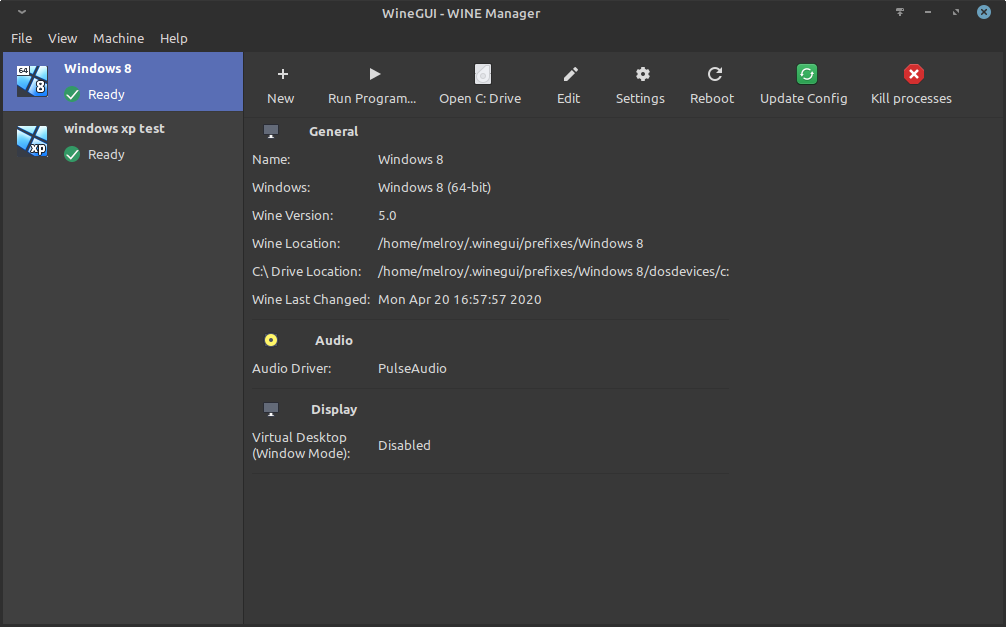 WineGUI - WINE Manager
File View Machine Help
64 8 Windows 8
Ready
xp windows xp test
Ready
New Run Program... Open C: Drive Edit Settings Reboot Update Config Kill processes
General
Name: Windows 8
Windows: Windows 8 (64-bit)
Wine Version: 5.0
Wine Location: /home/melroy/.winegui/prefixes/Windows 8
C:\ Drive Location: /home/melroy/.winegui/prefixes/Windows 8/dosdevices/c:
Wine Last Changed: Mon Apr 20 16:57:57 2020
Audio
Audio Driver: PulseAudio
Display
Virtual Desktop
(Window Mode): Disabled